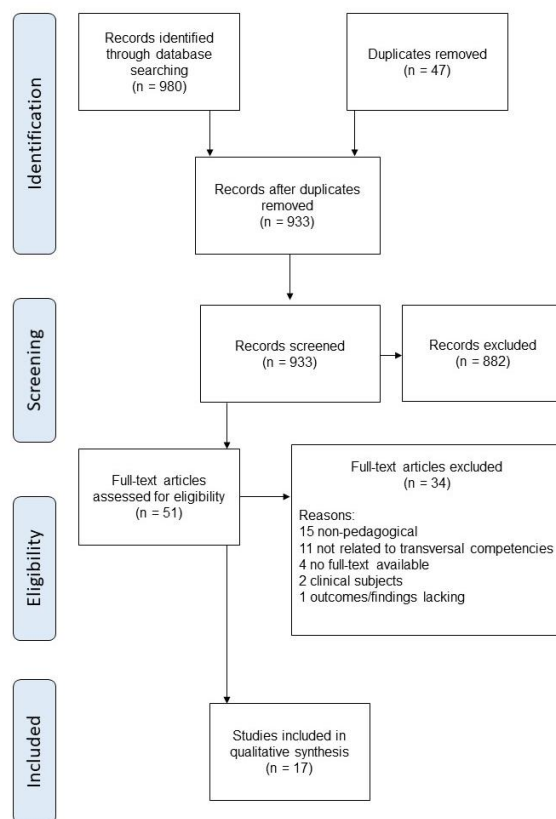 Identification
Records identified
through database
searching
(n = 980)
Duplicates removed
(n = 47)
Records after duplicates
removed
(n = 933)
Screening
Records screened
(n = 933)
Records excluded
(n = 882)
Eligibility
Full-text articles
assessed for eligibility
(n = 51)
Full-text articles excluded
(n = 34)
Reasons:
15 non-pedagogical
11 not related to transversal competencies
4 no full-text available
2 clinical subjects
1 outcomes/findings lacking
Included
Studies included in
qualitative synthesis
(n = 17)